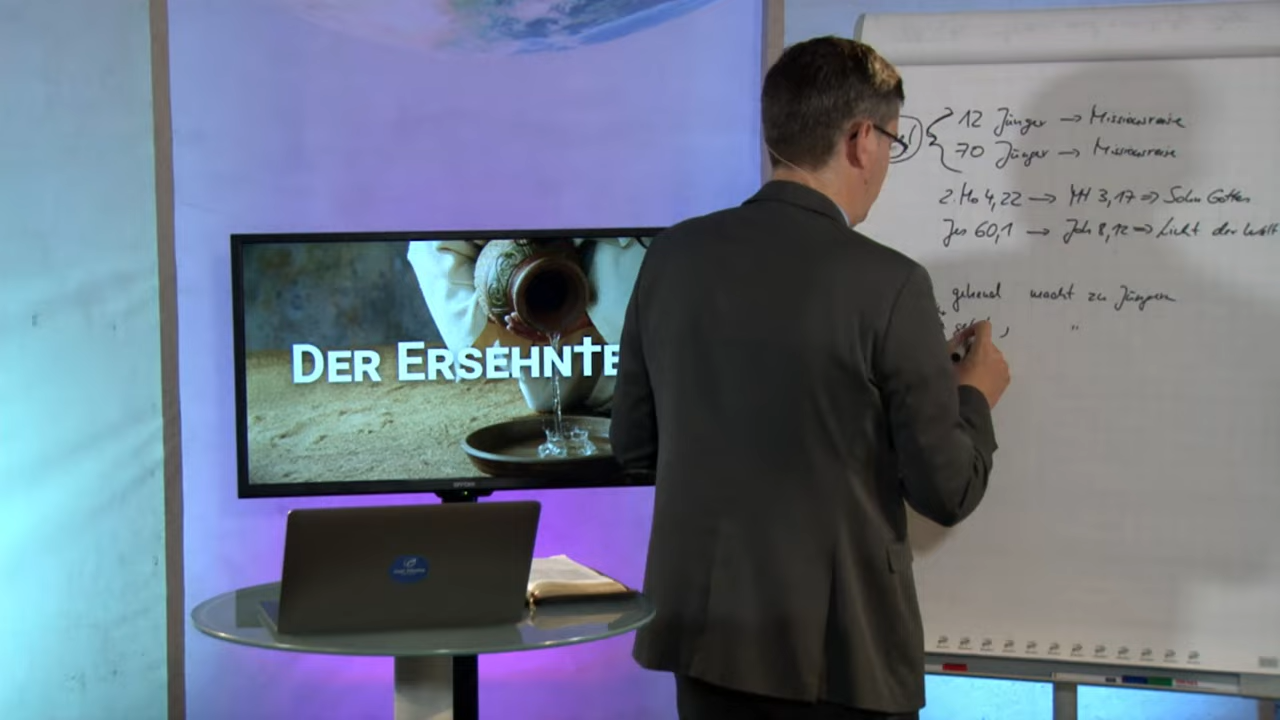 DER ERSEHNTE
12 Jünger → Missionsreise
70 Jünger → Missionsreise
2. Mo 4,22 → Mt 3,17 ⇒ Sohn Gottes
Jes 60,1 → Joh 8,12 ⇒ Licht der Welt
gehend macht zu Jüngern